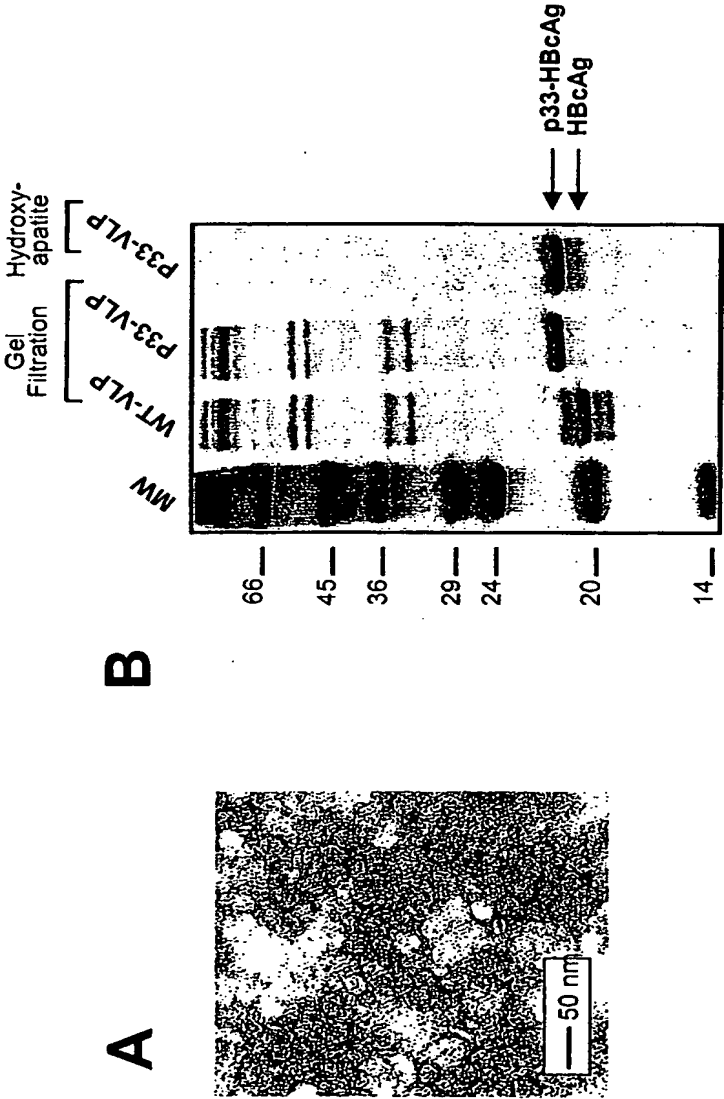 A
50 nm
B
Gel
Filtration
Hydroxy-
apatite
MW
WT-VLP
P33-VLP
P33-VLP
66
45
36
29
24
20
14
p33-HBcAg
HBcAg